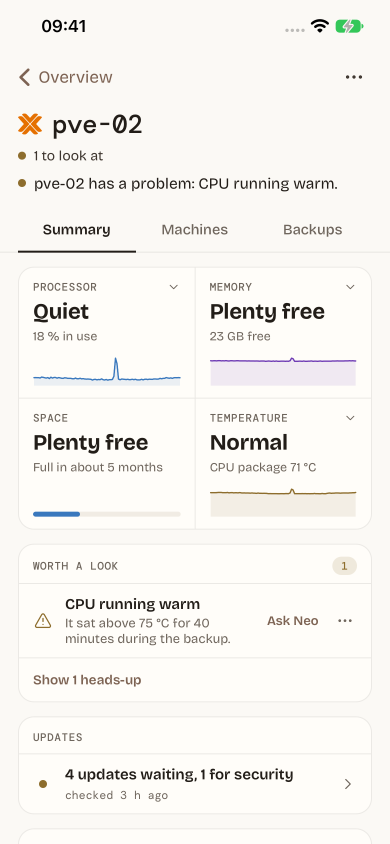 09:41
Overview
pve-02
1 to look at
pve-02 has a problem: CPU running warm.
Summary
Machines
Backups
PROCESSOR
Quiet
18 % in use
MEMORY
Plenty free
23 GB free
SPACE
Plenty free
Full in about 5 months
TEMPERATURE
Normal
CPU package 71 °C
WORTH A LOOK
1
CPU running warm
It sat above 75 °C for 40
minutes during the backup.
Ask Neo
Show 1 heads-up
UPDATES
4 updates waiting, 1 for security
checked 3 h ago